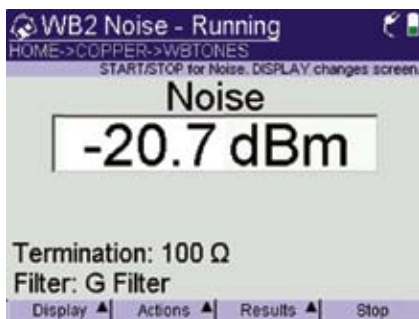 WB2 Noise - Running
HOME->COPPER->WBTONES
START/STOP for Noise. DISPLAY changes screen
Noise
-20.7 dBm
Termination: 100 Ω
Filter: G Filter
Display ▲ Actions ▲ Results ▲ Stop